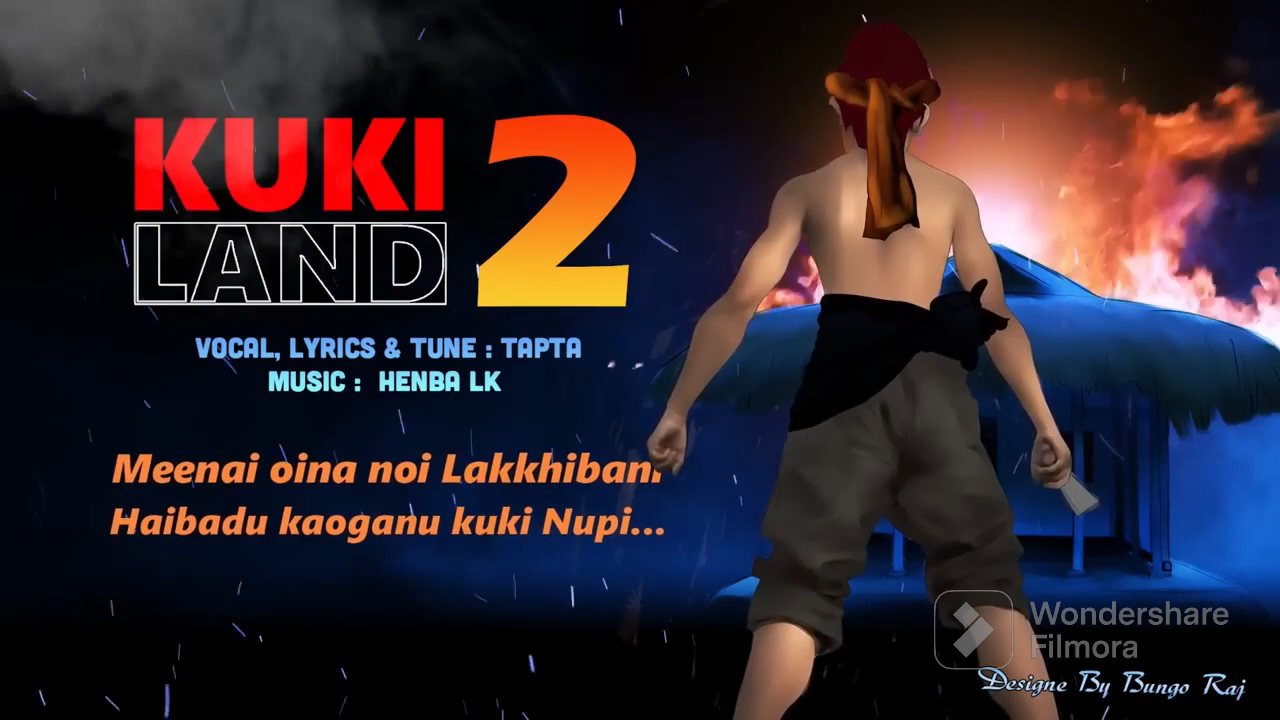 KUKI
LAND 2
VOCAL, LYRICS & TUNE : TAPTA
MUSIC : HENBA LK
Meenai oina noi Lakkhibani
Haibadu kaoganu kuki Nupi...
Wondershare
Filmora
Designe By Bungo Raj